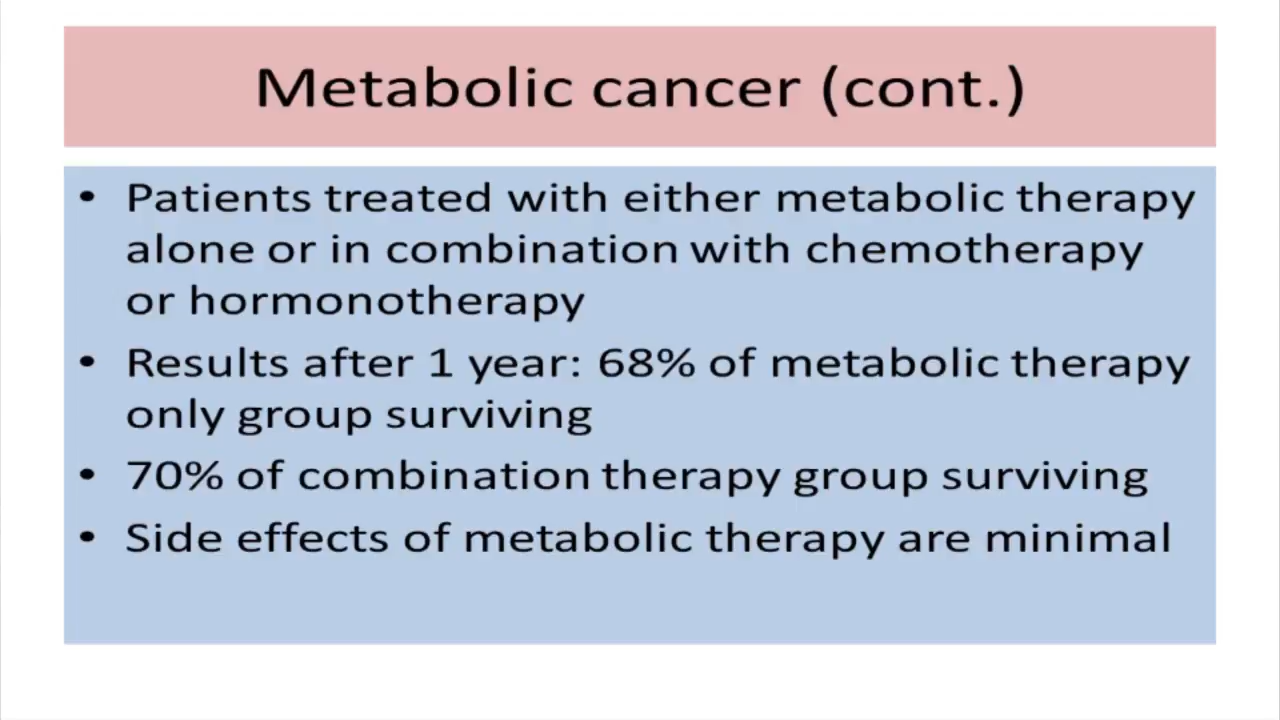 Metabolic cancer (cont.)
• Patients treated with either metabolic therapy
alone or in combination with chemotherapy
or hormonotherapy
• Results after 1 year: 68% of metabolic therapy
only group surviving
• 70% of combination therapy group surviving
• Side effects of metabolic therapy are minimal